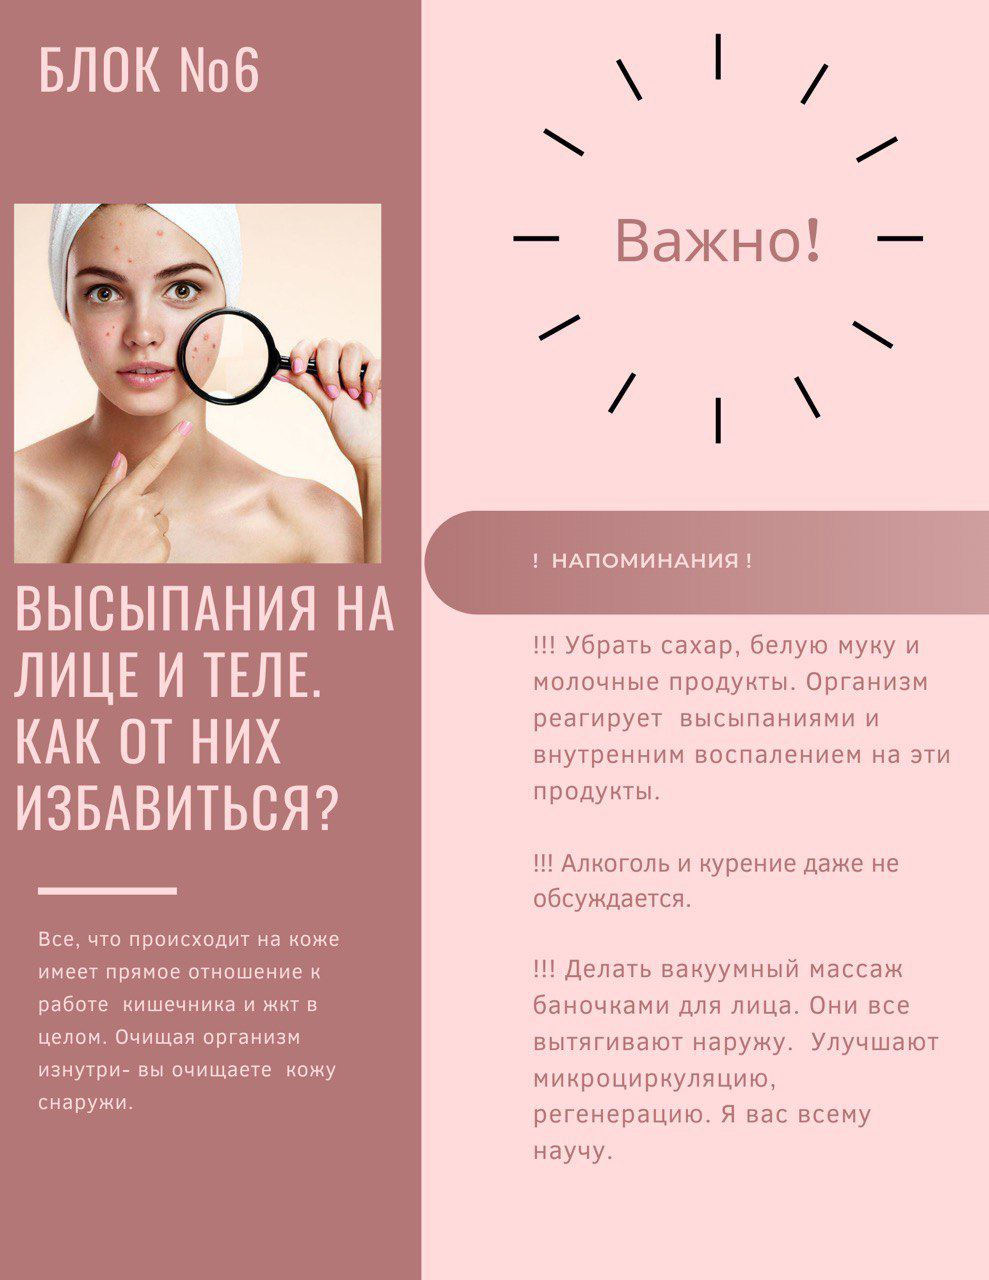 БЛОК №6
ВЫСЫПАНИЯ НА
ЛИЦЕ И ТЕЛЕ.
КАК ОТ НИХ
ИЗБАВИТЬСЯ?
Все, что происходит на коже
имеет прямое отношение к
работе  кишечника и жкт в
целом. Очищая организм
изнутри- вы очищаете  кожу
снаружи.
Важно!
! НАПОМИНАНИЯ !
!!! Убрать сахар, белую муку и
молочные продукты. Организм
реагирует  высыпаниями и
внутренним воспалением на эти
продукты.
!!! Алкоголь и курение даже не
обсуждается.
!!! Делать вакуумный массаж
баночками для лица. Они все
вытягивают наружу.  Улучшают
микроциркуляцию,
регенерацию. Я вас всему
научу.